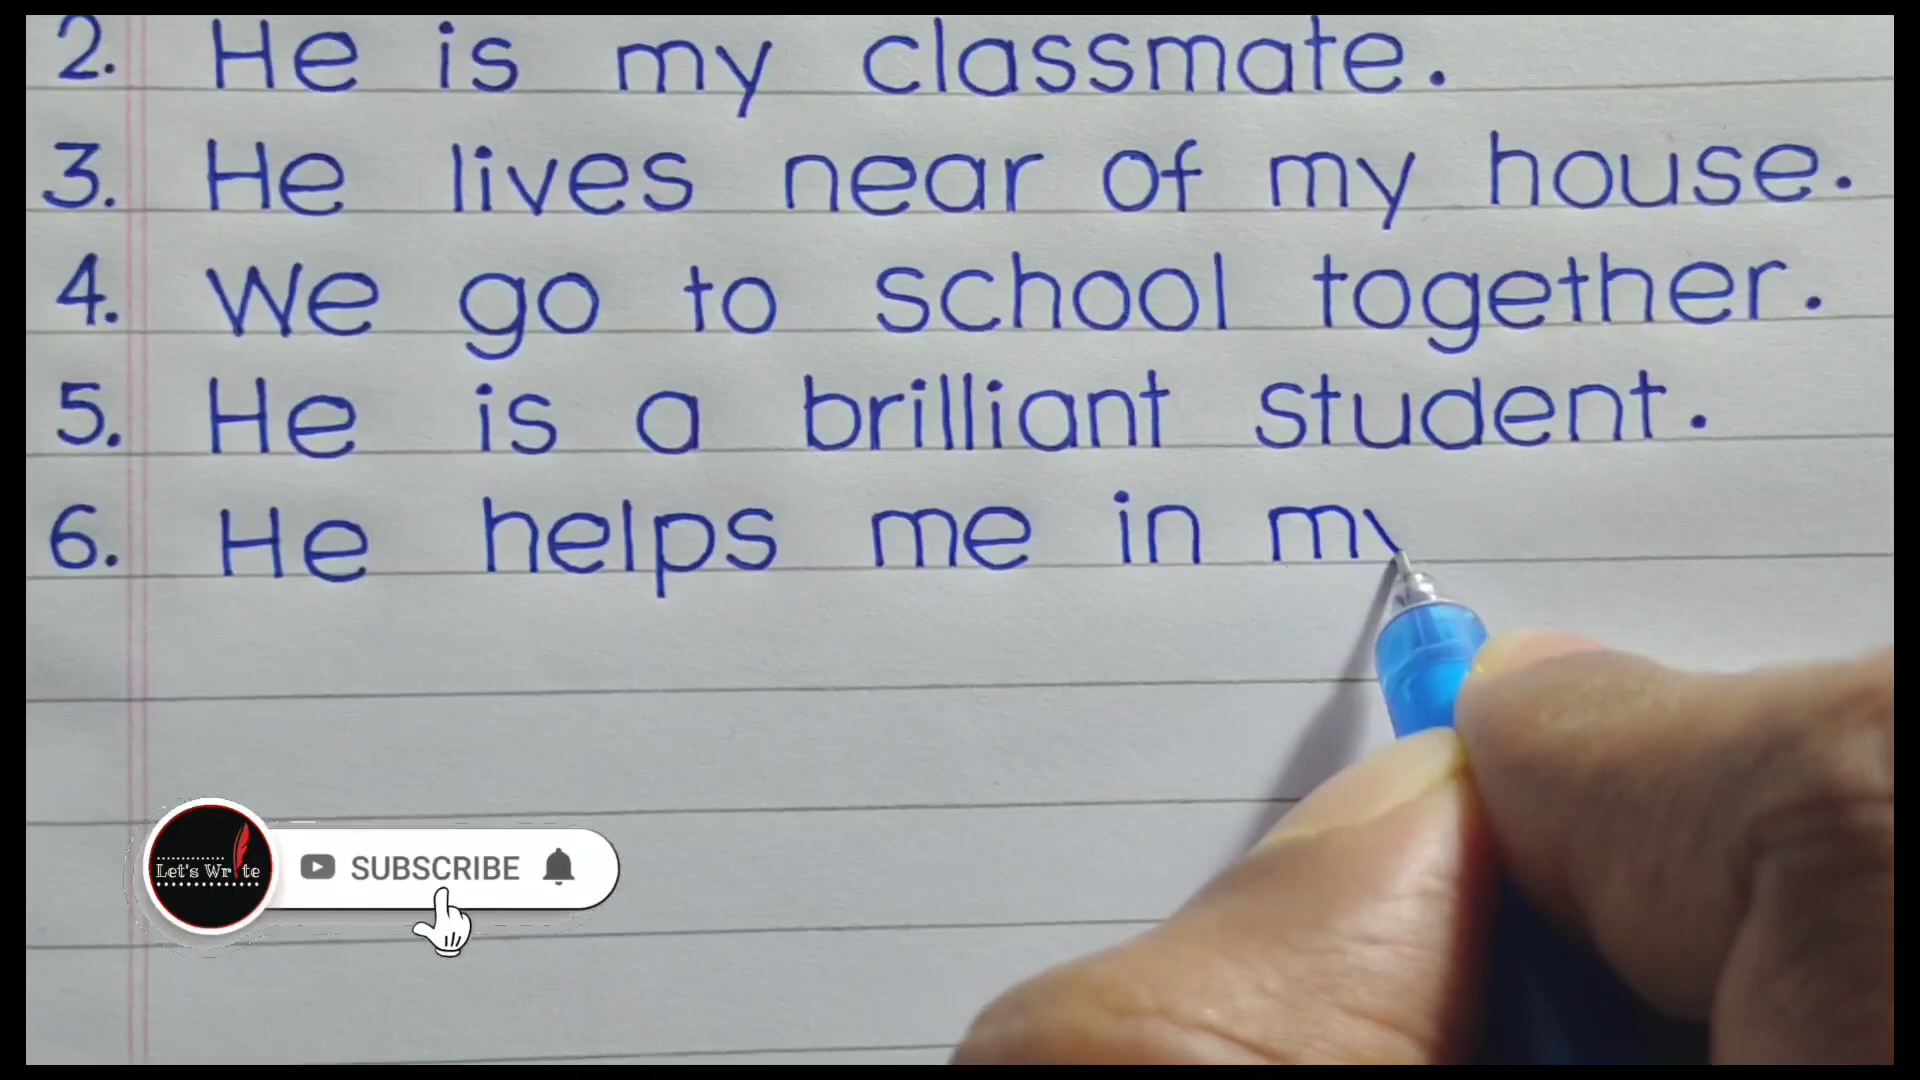 2. He is my classmate.
3. He lives near of my house.
4. We go to school together.
5. He is a brilliant student.
6. He helps me in my
Let's Write
SUBSCRIBE